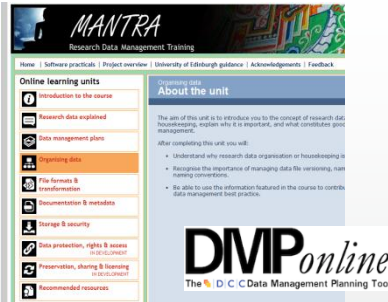 MANTRA
Research Data Management Training
Home | Software practicals | Project overview | University of Edinburgh guidance | Acknowledgements | Feedback
Online learning units
Introduction to the course
Research data explained
Data management plans
Organising data
File formats &
transformation
Documentation & metadata
Storage & security
Data protection, rights & access
IN DEVELOPMENT
Preservation, sharing & licensing
IN DEVELOPMENT
Recommended resources
Organising data
About the unit
The aim of this unit is to introduce you to the concept of research data
housekeeping, explain why it is important, and what constitutes good
management.
After completing this unit you will:
• Understand why research data organisation or housekeeping is
• Recognise the importance of managing data file versioning, nam
naming conventions.
• Be able to use the information featured in the course to contribu
data management best practice.
DMPonline
The DCC Data Management Planning Too